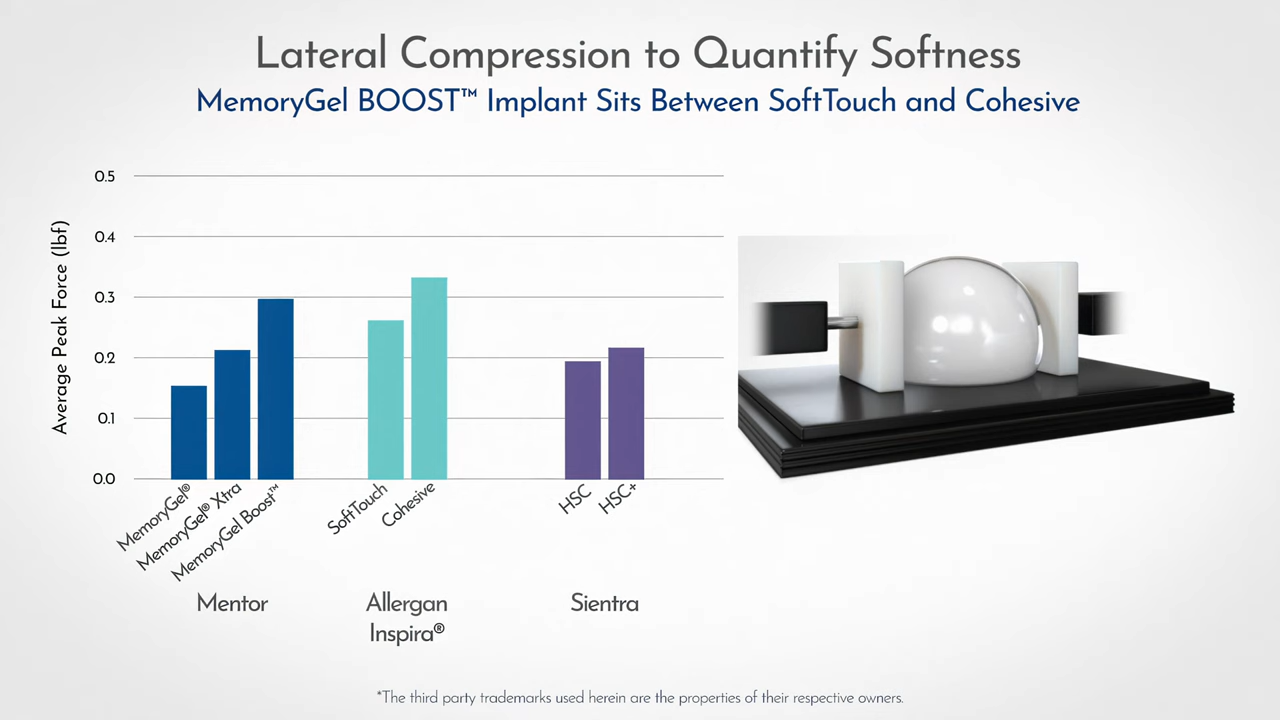 Lateral Compression to Quantify Softness
MemoryGel BOOST™ Implant Sits Between SoftTouch and Cohesive
Average Peak Force (lbf)
0.5
0.4
0.3
0.2
0.1
0.0
MemoryGel®
MemoryGel® Xtra
MemoryGel Boost™
SoftTouch
Cohesive
HSC
HSC+
Mentor
Allergan
Inspira®
Sientra
*The third party trademarks used herein are the properties of their respective owners.